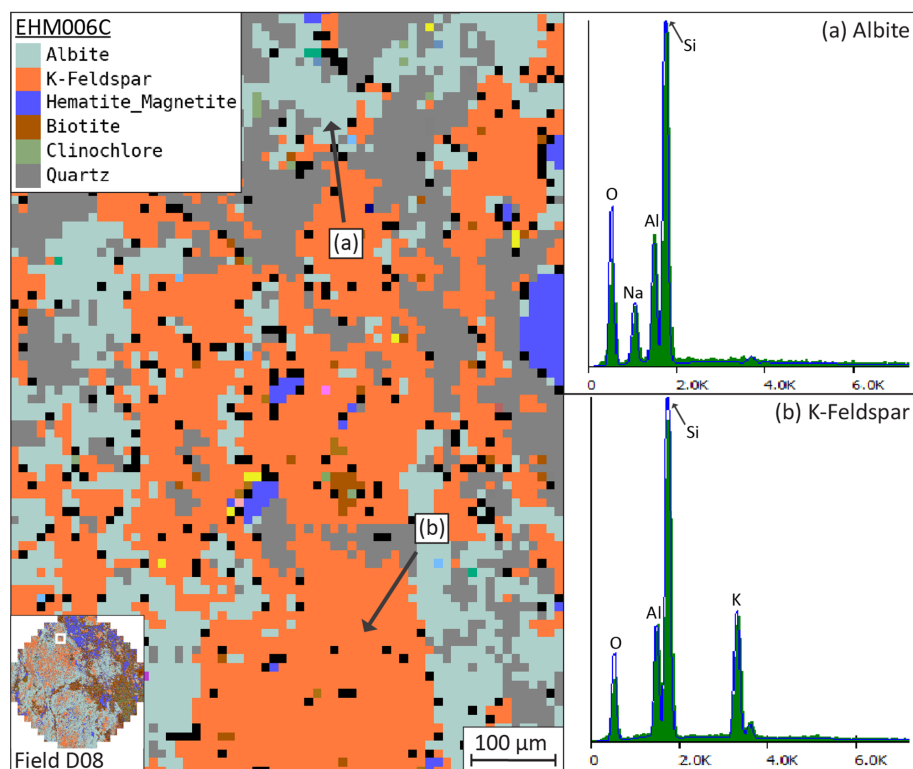 EHM006C
Albite
K-Feldspar
Hematite_Magnetite
Biotite
Clinochlore
Quartz
(a)
(b)
Field D08
100 µm
(a) Albite
Si
O
Al
Na
0 2.0K 4.0K 6.0K
(b) K-Feldspar
Si
K
Al
O
0.0 2.0K 4.0K 6.0K